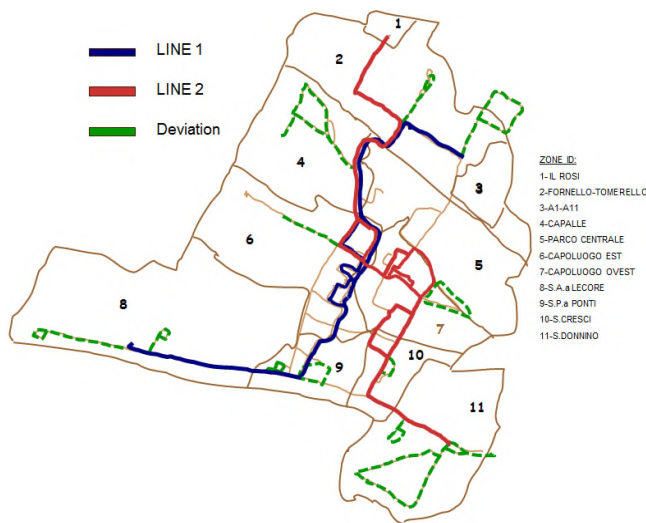 LINE 1
LINE 2
Deviation
1
2
3
4
5
6
7
8
9
10
11
ZONE ID:
1- IL ROSI
2-FORNELLO-TOMERELLO
3-A1-A11
4-CAPALLE
5-PARCO CENTRALE
6-CAPOLUOGO EST
7-CAPOLUOGO OVEST
8-S.A.a LECORE
9-S.P.a PONTI
10-S.CRESCI
11-S.DONNINO